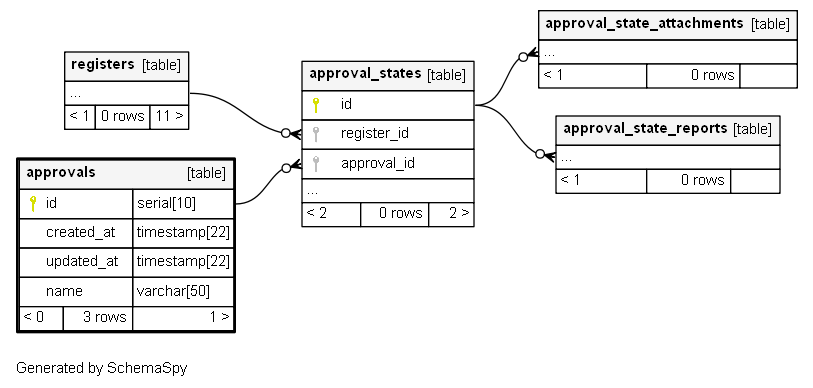 registers [table]
...
< 1 0 rows 11 >
approvals [table]
id serial[10]
created_at timestamp[22]
updated_at timestamp[22]
name varchar[50]
< 0 3 rows 1 >
approval_states [table]
id
register_id
approval_id
...
< 2 0 rows 2 >
approval_state_attachments [table]
...
< 1 0 rows
approval_state_reports [table]
...
< 1 0 rows
Generated by SchemaSpy